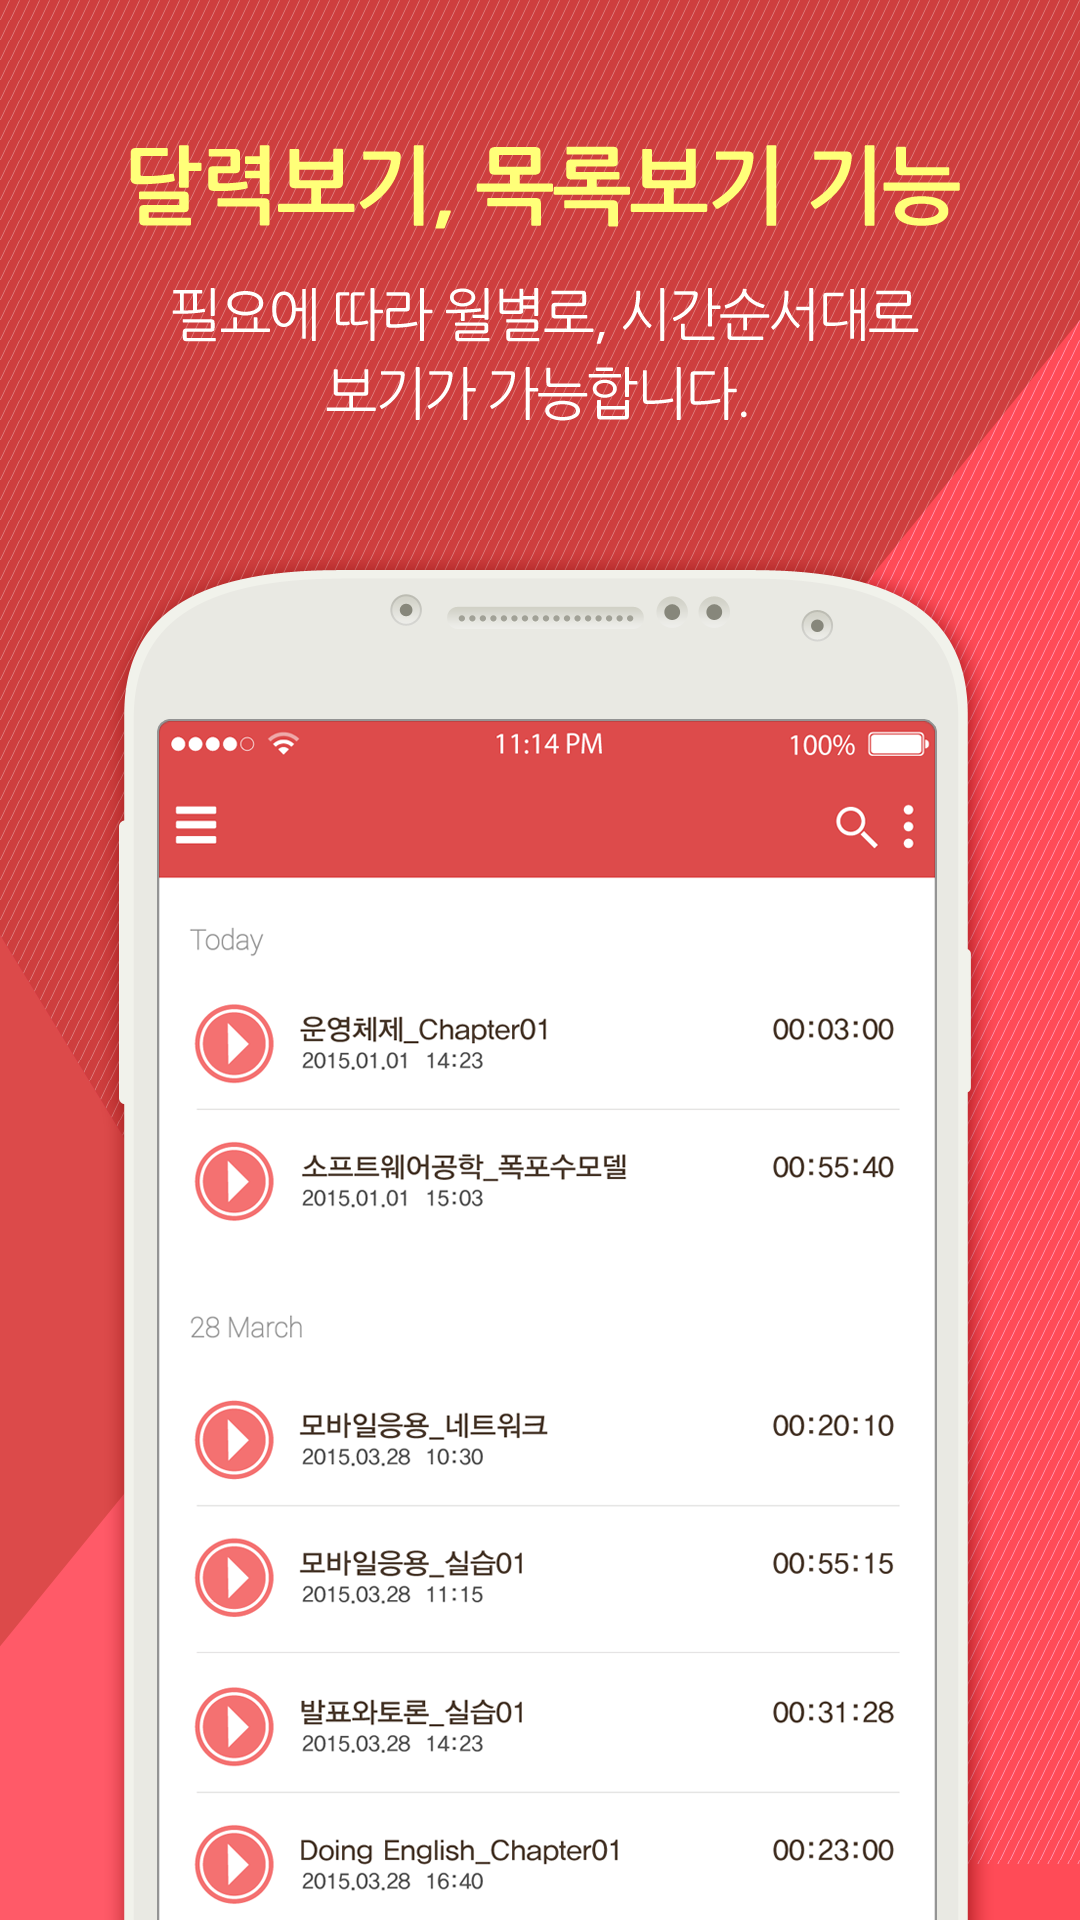 달력보기, 목록보기 기능
필요에 따라 월별로, 시간순서대로
보기가 가능합니다.
11:14 PM
100%
Today
운영체제_Chapter01
00:03:00
2015.01.01 14:23
소프트웨어공학_폭포수모델
00:55:40
2015.01.01 15:03
28 March
모바일응용_네트워크
00:20:10
2015.03.28 10:30
모바일응용_실습01
00:55:15
2015.03.28 11:15
발표와토론_실습01
00:31:28
2015.03.28 14:23
Doing English_Chapter01
00:23:00
2015.03.28 16:40